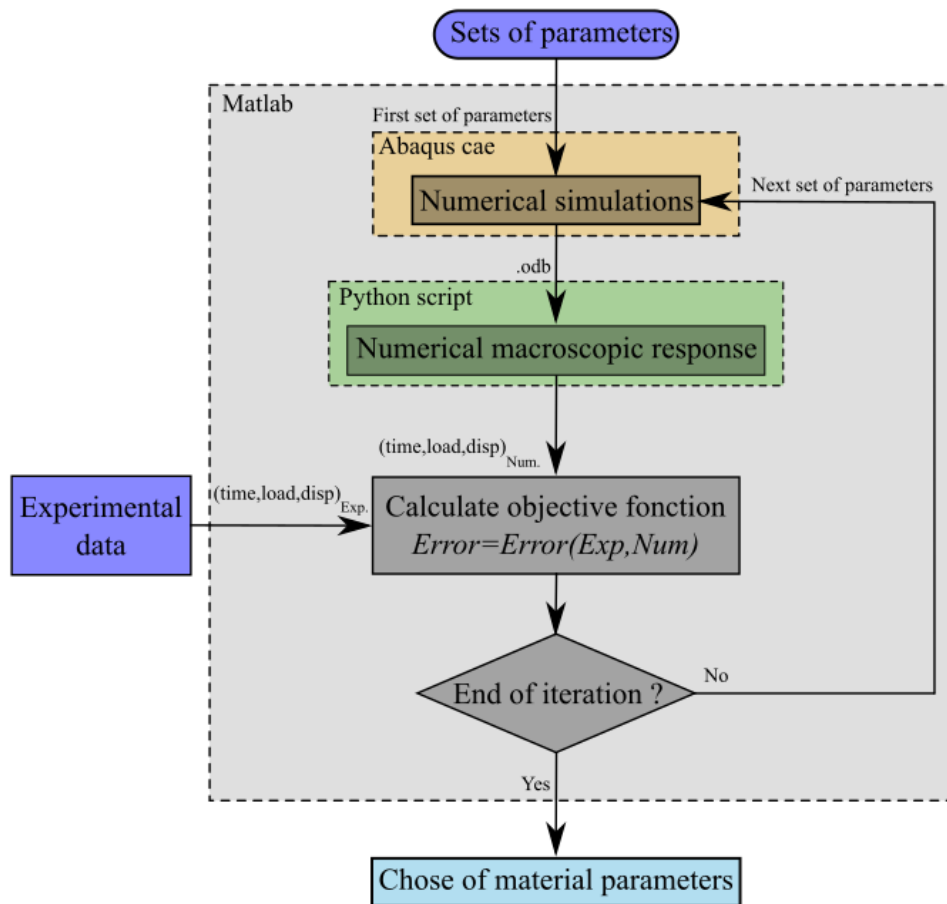 Sets of parameters
Matlab
First set of parameters
Abaqus cae
Numerical simulations
Next set of parameters
.odb
Python script
Numerical macroscopic response
(time,load,disp)Num.
Experimental
data
(time,load,disp)Exp.
Calculate objective fonction
Error=Error(Exp,Num)
End of iteration ?
No
Yes
Chose of material parameters